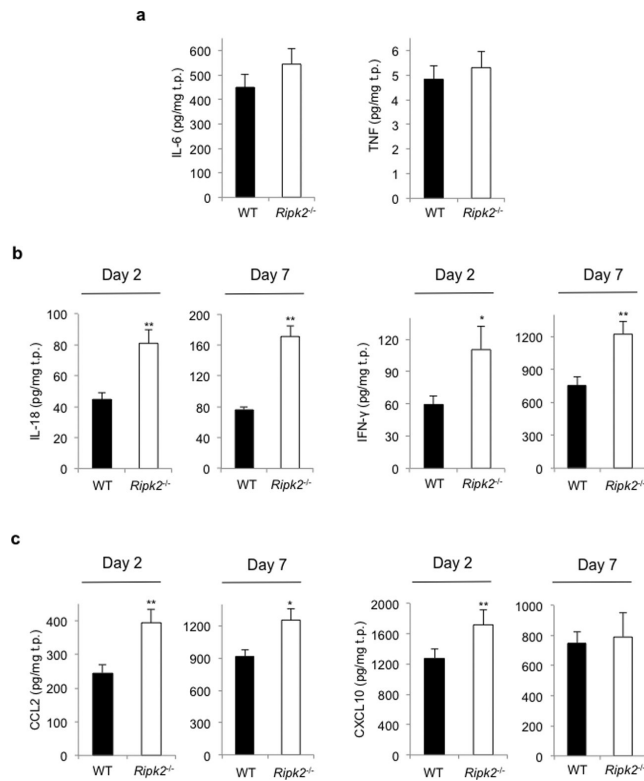 a
IL-6 (pg/mg t.p.)
600
500
400
300
200
100
0
WT Ripk2-/-
TNF (pg/mg t.p.)
6
5
4
3
2
1
0
WT Ripk2-/-
b
Day 2
Day 7
Day 2
Day 7
IL-18 (pg/mg t.p.)
80
60
40
20
0
**
WT Ripk2-/-
200
160
120
80
40
0
**
WT Ripk2-/-
IFN-γ (pg/mg t.p.)
120
90
60
30
0
*
WT Ripk2-/-
1200
900
600
300
0
**
WT Ripk2-/-
c
Day 2
Day 7
Day 2
Day 7
CCL2 (pg/mg t.p.)
400
300
200
100
0
**
WT Ripk2-/-
1200
900
600
300
0
*
WT Ripk2-/-
CXCL10 (pg/mg t.p.)
2000
1600
1200
800
400
0
**
WT Ripk2-/-
1000
800
600
400
200
0
WT Ripk2-/-